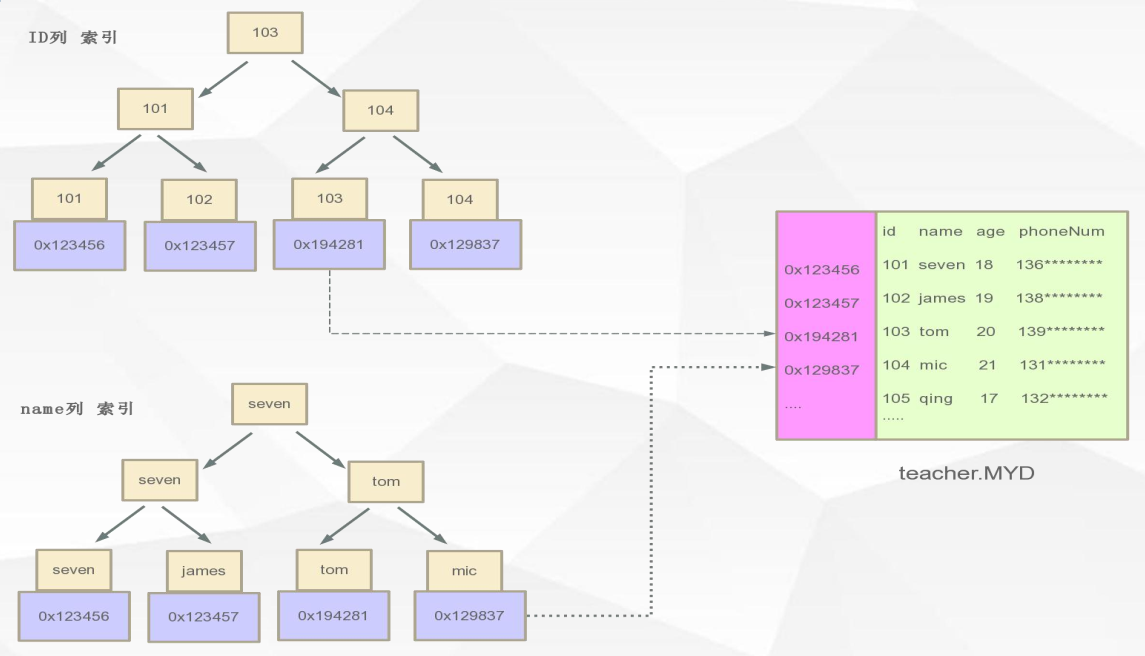 ID列 索引
103
101
104
101
102
103
104
0x123456
0x123457
0x194281
0x129837
id name age phoneNum
0x123456
101 seven 18 136********
0x123457
102 james 19 138********
0x194281
103 tom 20 139********
0x129837
104 mic 21 131********
....
105 qing 17 132********
.....
teacher.MYD
name列 索引
seven
seven
tom
seven
james
tom
mic
0x123456
0x123457
0x194281
0x129837